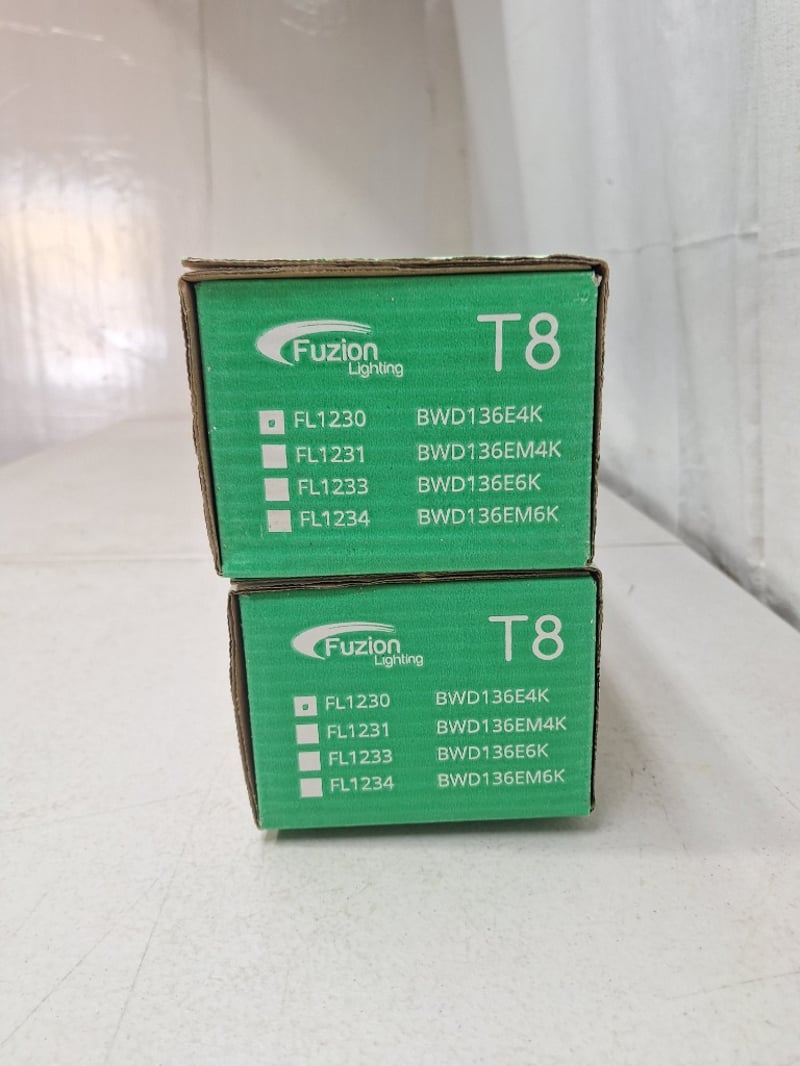 Fuzion
Lighting
T8
FL1230 BWD136E4K
FL1231 BWD136EM4K
FL1233 BWD136E6K
FL1234 BWD136EM6K
Fuzion
Lighting
T8
FL1230 BWD136E4K
FL1231 BWD136EM4K
FL1233 BWD136E6K
FL1234 BWD136EM6K